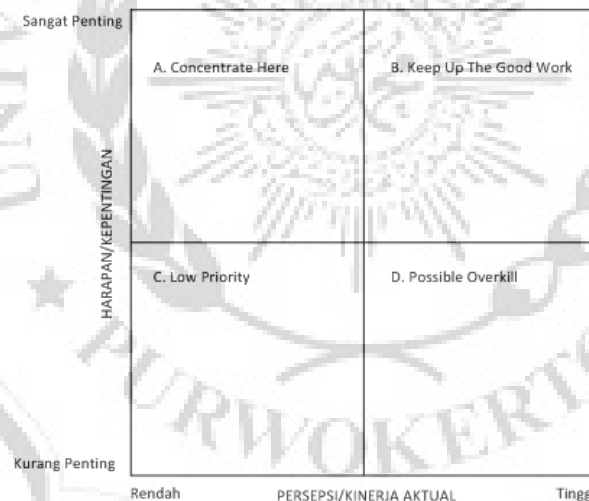 Sangat Penting
A. Concentrate Here
B. Keep Up The Good Work
HARAPAN/KEPENTINGAN
C. Low Priority
D. Possible Overkill
PURWOKERTO
Kurang Penting
Rendah
PERSEPSI/KINERJA AKTUAL